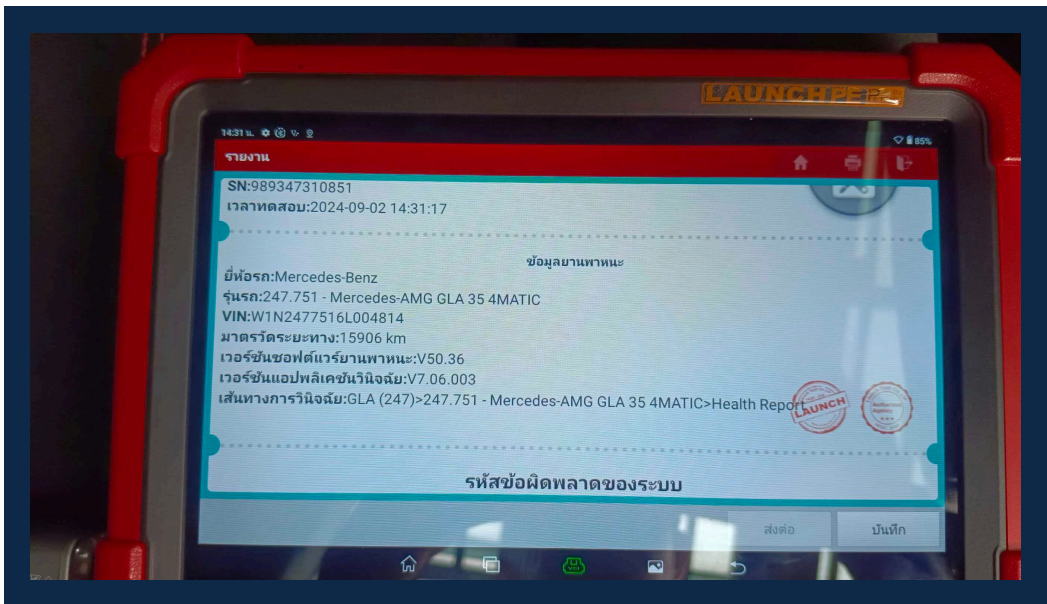 LAUNCH
14:31 น.
85%
รายงาน
SN:989347310851
เวลาทดสอบ:2024-09-02 14:31:17
ข้อมูลยานพาหนะ
ยี่ห้อรถ:Mercedes-Benz
รุ่นรถ:247.751 - Mercedes-AMG GLA 35 4MATIC
VIN:W1N2477516L004814
มาตรวัดระยะทาง:15906 km
เวอร์ชันซอฟต์แวร์ยานพาหนะ:V50.36
เวอร์ชันแอปพลิเคชันวินิจฉัย:V7.06.003
เส้นทางการวินิจฉัย:GLA (247)>247.751 - Mercedes-AMG GLA 35 4MATIC>Health Report
LAUNCH
รหัสข้อผิดพลาดของระบบ
ส่งต่อ
บันทึก